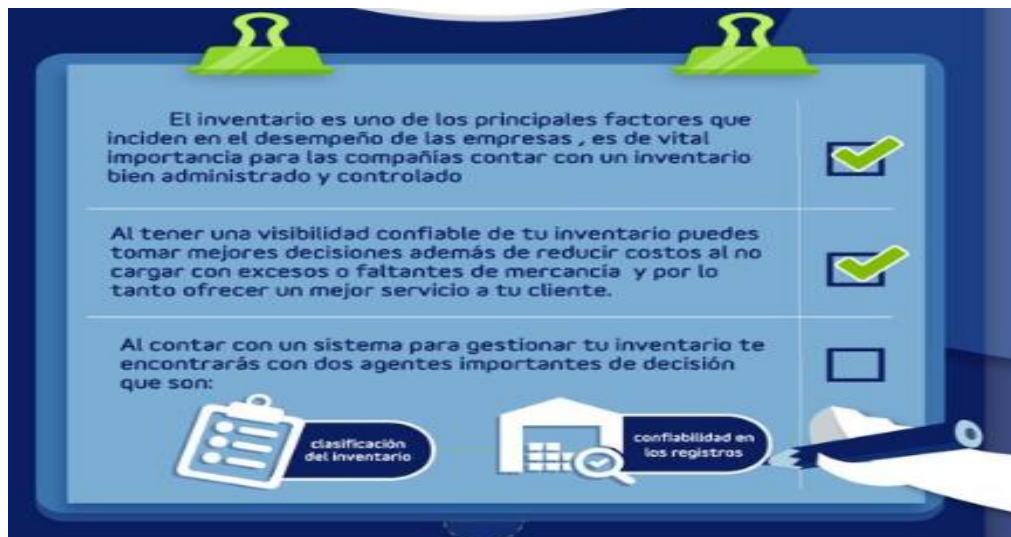 El inventario es uno de los principales factores que
inciden en el desempeño de las empresas , es de vital
importancia para las compañías contar con un inventario
bien administrado y controlado
Al tener una visibilidad confiable de tu inventario puedes
tomar mejores decisiones además de reducir costos al no
cargar con excesos o faltantes de mercancía y por lo
tanto ofrecer un mejor servicio a tu cliente.
Al contar con un sistema para gestionar tu inventario te
encontrarás con dos agentes importantes de decisión
que son:
clasificación
del inventario
confiabilidad en
los registros